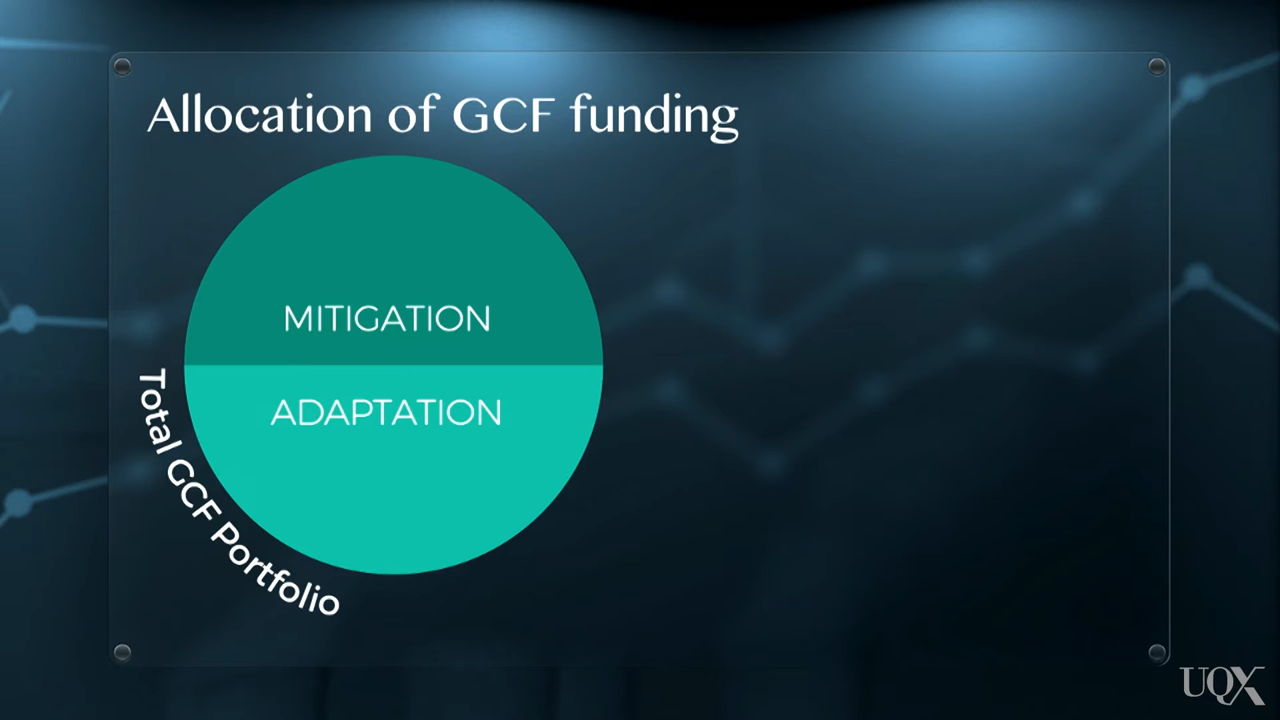 Allocation of GCF funding
MITIGATION
ADAPTATION
Total GCF Portfolio
UQX